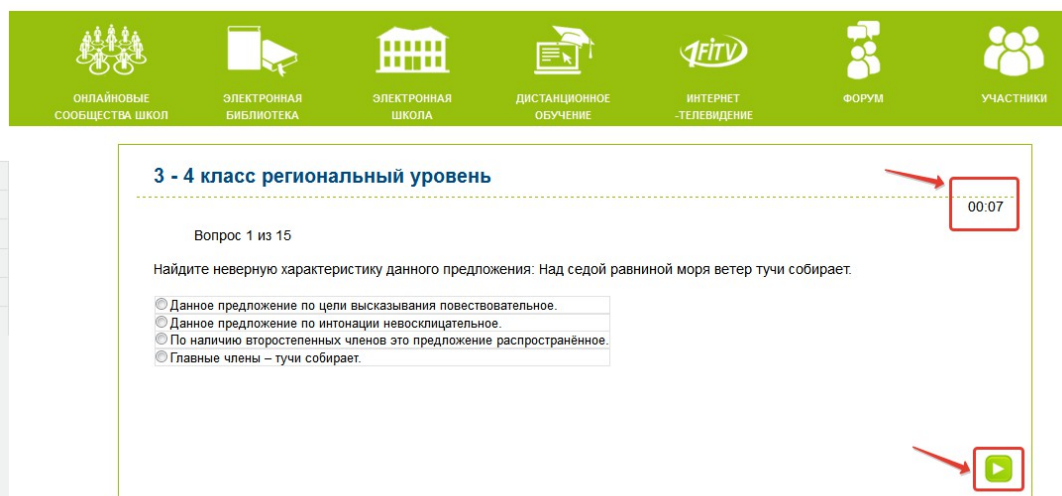 ОНЛАЙНОВЫЕ
СООБЩЕСТВА ШКОЛ
ЭЛЕКТРОННАЯ
БИБЛИОТЕКА
ЭЛЕКТРОННАЯ
ШКОЛА
ДИСТАНЦИОННОЕ
ОБУЧЕНИЕ
1FiTV
ИНТЕРНЕТ
-ТЕЛЕВИДЕНИЕ
ФОРУМ
УЧАСТНИКИ
3 - 4 класс региональный уровень
00:07
Вопрос 1 из 15
Найдите неверную характеристику данного предложения: Над седой равниной моря ветер тучи собирает.
Данное предложение по цели высказывания повествовательное.
Данное предложение по интонации невосклицательное.
По наличию второстепенных членов это предложение распространённое.
Главные члены – тучи собирает.